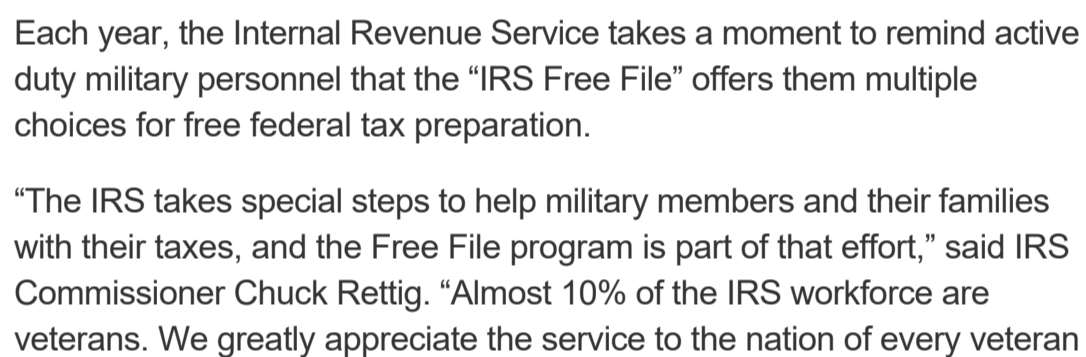 Each year, the Internal Revenue Service takes a moment to remind active
duty military personnel that the “IRS Free File” offers them multiple
choices for free federal tax preparation.
“The IRS takes special steps to help military members and their families
with their taxes, and the Free File program is part of that effort,” said IRS
Commissioner Chuck Rettig. “Almost 10% of the IRS workforce are
veterans. We greatly appreciate the service to the nation of every veteran